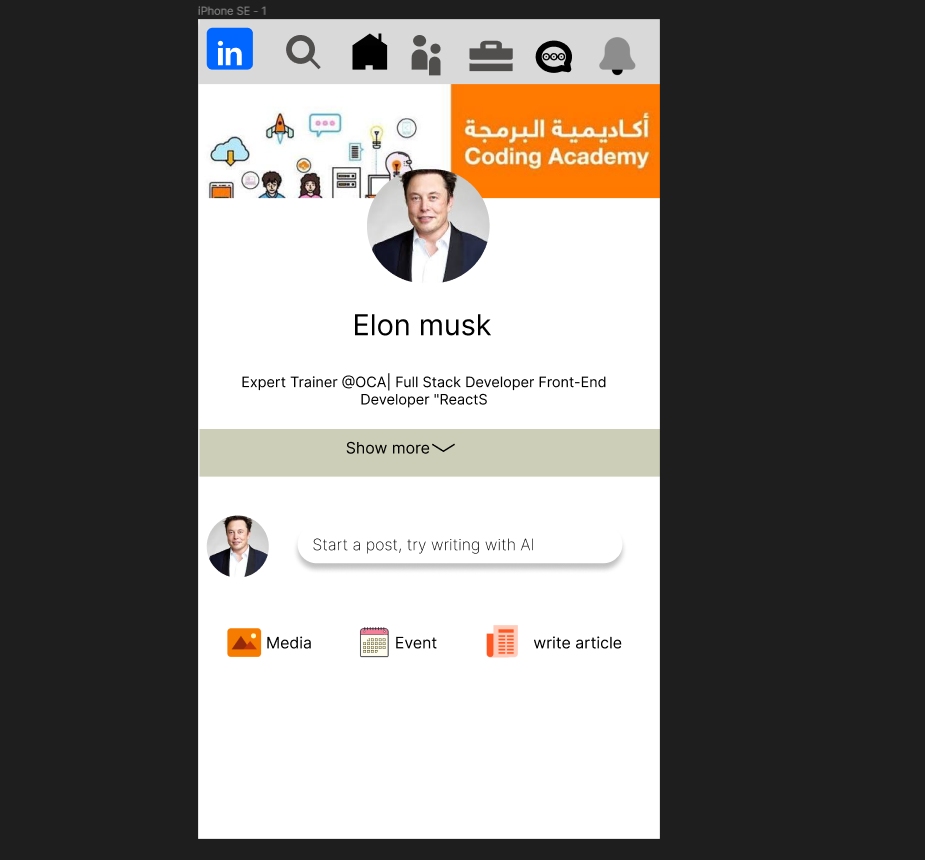 iPhone SE - 1
in
أكاديمية البرمجة
Coding Academy
Elon musk
Expert Trainer @OCA| Full Stack Developer Front-End
Developer "ReactS
Show more
Start a post, try writing with AI
Media
Event
write article